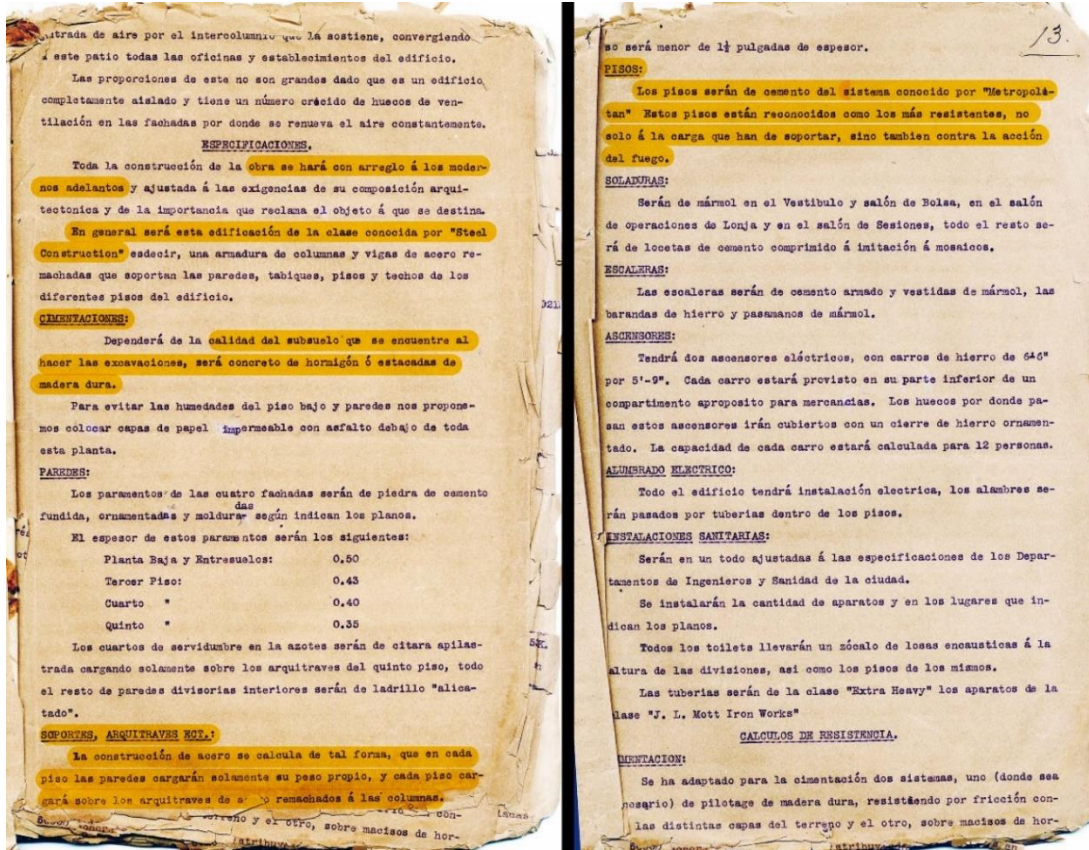 entrada de aire por el intercolumnio que la sostiene, convergiendo
á este patio todas las oficinas y establecimientos del edificio.
Las proporciones de este no son grandes dado que es un edificio
completamente aislado y tiene un número crécido de huecos de ven-
tilación en las fachadas por donde se renueva el aire constantemente.
ESPECIFICACIONES.
Toda la construcción de la obra se hará con arreglo á los moder-
nos adelantos y ajustada á las exigencias de su composición arqui-
tectonica y de la importancia que reclama el objeto á que se destina.
En general será esta edificación de la clase conocida por "Steel
Construction" esdecir, una armadura de columnas y vigas de acero re-
machadas que soportan las paredes, tabiques, pisos y techos de los
diferentes pisos del edificio.
CIMENTACIONES:
Dependerá de la calidad del subsuelo que se encuentre al
hacer las excavaciones, será concreto de hormigón ó estacadas de
madera dura.
Para evitar las humedades del piso bajo y paredes nos propone-
mos colocar capas de papel impermeable con asfalto debajo de toda
esta planta.
PAREDES:
Los paramentos de las cuatro fachadas serán de piedra de cemento
das
fundida, ornamentadas y moldura- según indican los planos.
El espesor de estos paramentos serán los siguientes:
Planta Baja y Entresuelos: 0.50
Tercer Piso: 0.43
Cuarto " 0.40
Quinto " 0.35
Los cuartos de servidumbre en la azotes serán de citara apilas-
trada cargando solamente sobre los arquitraves del quinto piso, todo
el resto de paredes divisorias interiores serán de ladrillo "alica-
tado".
SOPORTES, ARQUITRAVES ECT.:
La construcción de acero se calcula de tal forma, que en cada
piso las paredes cargarán solamente su peso propio, y cada piso car-
gará sobre los arquitraves de remachados á las columnas.
terreno y el otro, sobre macisos de hor-
13.
no será menor de 1½ pulgadas de espesor.
PISOS:
Los pisos serán de cemento del sistema conocido por "Metropoli-
tan" Estos pisos están reconocidos como los más resistentes, no
solo á la carga que han de soportar, sino tambien contra la acción
del fuego.
SOLADURAS:
Serán de mármol en el Vestibulo y salón de Bolsa, en el salón
de operaciones de Lonja y en el salón de Sesiones, todo el resto se-
rá de locetas de cemento comprimido á imitación á mosaicos.
ESCALERAS:
Las escaleras serán de cemento armado y vestidas de mármol, las
barandas de hierro y pasamanos de mármol.
ASCENSORES:
Tendrá dos ascensores eléctricos, con carros de hierro de 6'6"
por 5'-9". Cada carro estará provisto en su parte inferior de un
conpartimento aproposito para mercancias. Los huecos por donde pa-
san estos ascensores irán cubiertos con un cierre de hierro ornamen-
tado. La capacidad de cada carro estará calculada para 12 personas.
ALUMBRADO ELECTRICO:
Todo el edificio tendrá instalación electrica, los alambres se-
rán pasados por tuberias dentro de los pisos.
INSTALACIONES SANITARIAS:
Serán en un todo ajustadas á las especificaciones de los Depar-
tamentos de Ingenieros y Sanidad de la ciudad.
Se instalarán la cantidad de aparatos y en los lugares que in-
dican los planos.
Todos los toilets llevarán un zócalo de losas encausticas á la
altura de las divisiones, asi como los pisos de los mismos.
Las tuberias serán de la clase "Extra Heavy" los aparatos de la
clase "J. L. Mott Iron Works"
CALCULOS DE RESISTENCIA.
CIMENTACION:
Se ha adaptado para la cimentación dos sistemas, uno (donde sea
necesario) de pilotage de madera dura, resistiendo por fricción con-
las distintas capas del terreno y el otro, sobre macisos de hor-